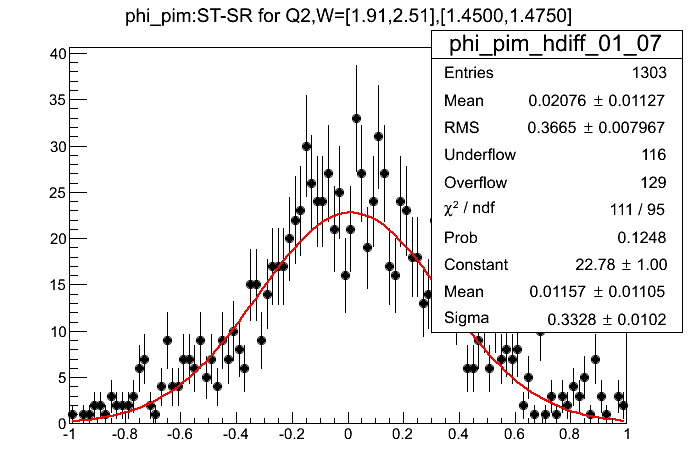 phi_pim:ST-SR for Q2,W=[1.91,2.51],[1.4500,1.4750]
phi_pim_hdiff_01_07
Entries 1303
Mean 0.02076 ± 0.01127
RMS 0.3665 ± 0.007967
Underflow 116
Overflow 129
χ² / ndf 111 / 95
Prob 0.1248
Constant 22.78 ± 1.00
Mean 0.01157 ± 0.01105
Sigma 0.3328 ± 0.0102
40
35
30
25
20
15
10
5
0
-1 -0.8 -0.6 -0.4 -0.2 0 0.2 0.4 0.6 0.8 1